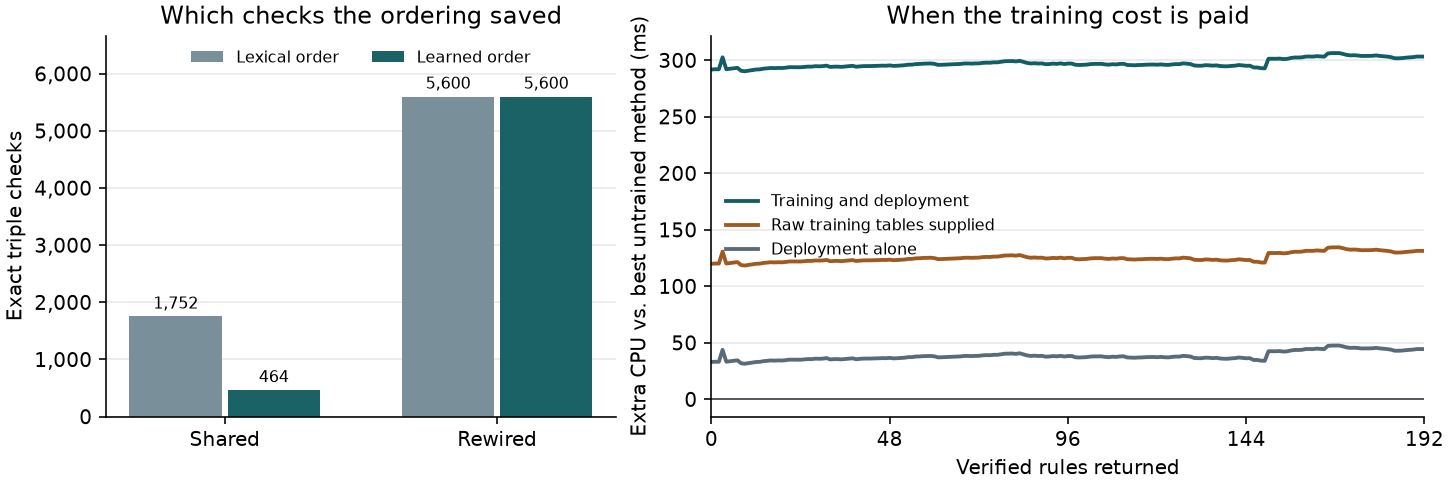 Which checks the ordering saved
Exact triple checks
6,000
5,000
4,000
3,000
2,000
1,000
0
Lexical order
Learned order
1,752
464
5,600
5,600
Shared
Rewired
When the training cost is paid
Extra CPU vs. best untrained method (ms)
300
250
200
150
100
50
0
Training and deployment
Raw training tables supplied
Deployment alone
0
48
96
144
192
Verified rules returned